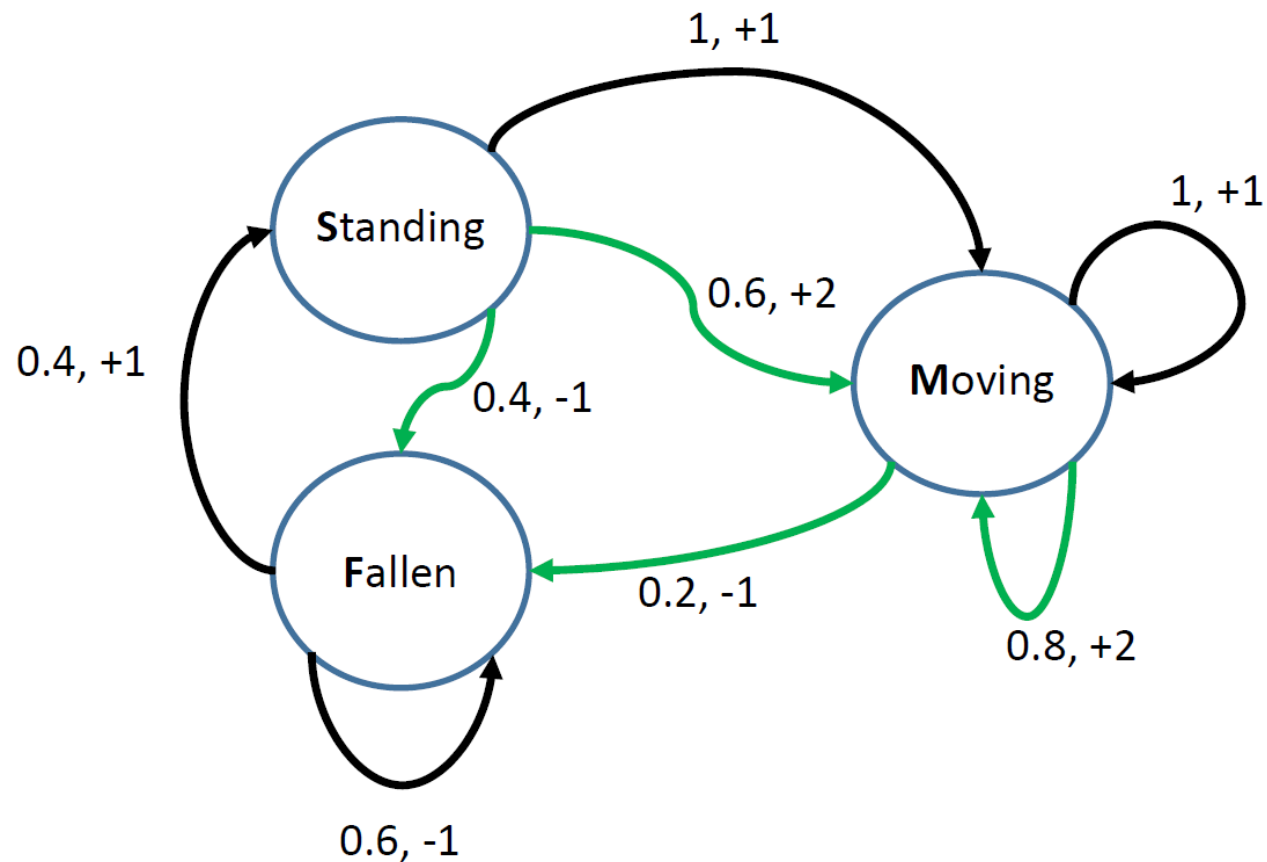 1, +1
1, +1
Standing
0.6, +2
0.4, +1
Moving
0.4, -1
Fallen
0.2, -1
0.8, +2
0.6, -1